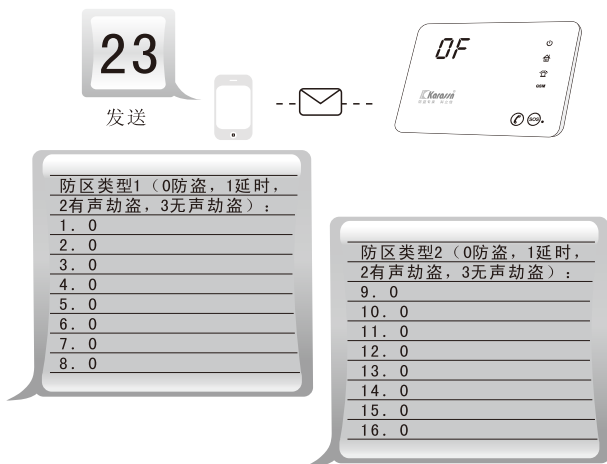 23
发送
0F
Karassn
GSM
SOS
防区类型1（0防盗，1延时，
2有声劫盗，3无声劫盗）：
1. 0
2. 0
3. 0
4. 0
5. 0
6. 0
7. 0
8. 0
防区类型2（0防盗，1延时，
2有声劫盗，3无声劫盗）：
9. 0
10. 0
11. 0
12. 0
13. 0
14. 0
15. 0
16. 0